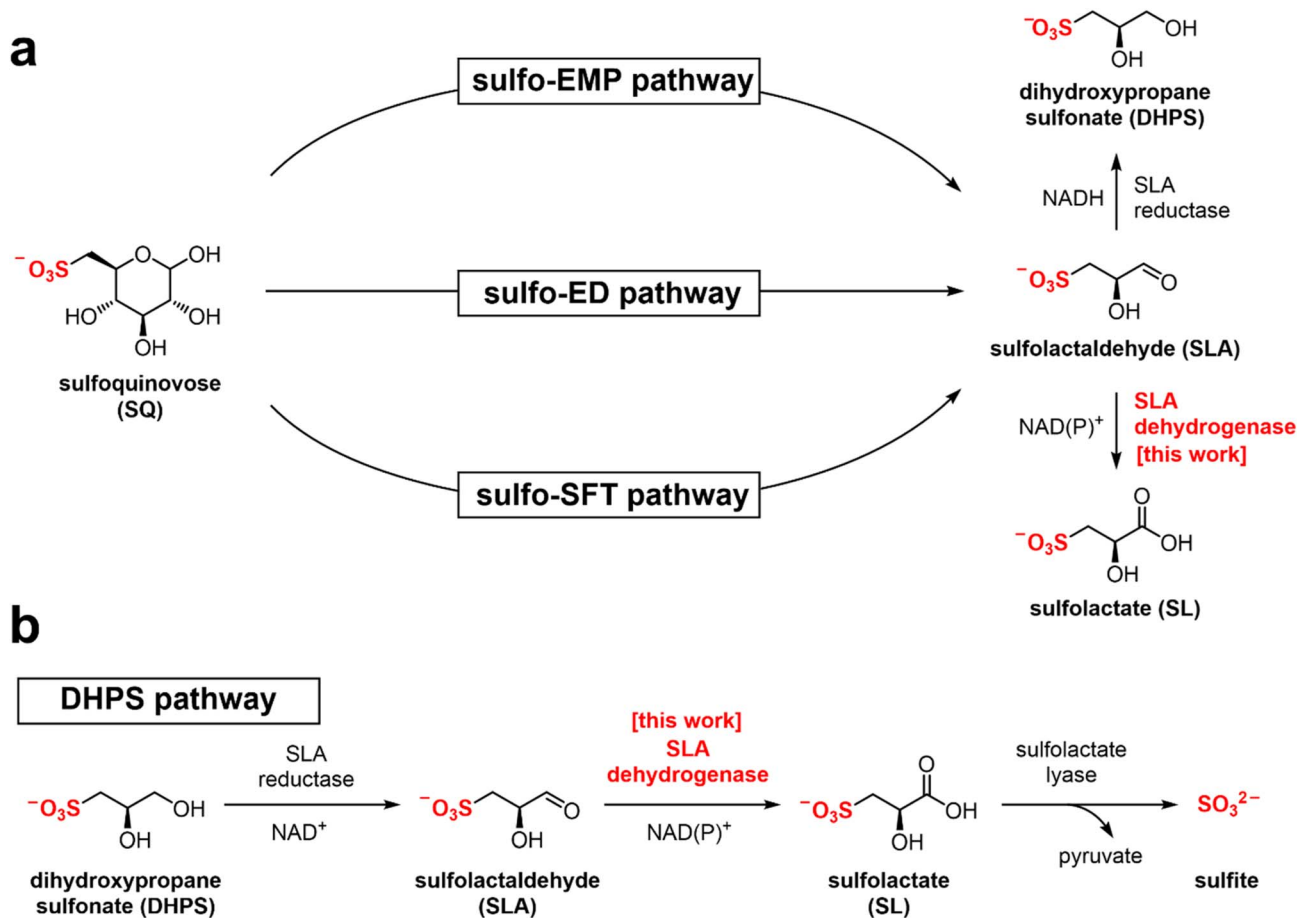 a
sulfo-EMP pathway
⁻O₃S
OH
OH
dihydroxypropane
sulfonate (DHPS)
NADH
SLA
reductase
⁻O₃S
O
OH
HO
OH
OH
sulfoquinovose
(SQ)
sulfo-ED pathway
⁻O₃S
O
OH
sulfolactaldehyde (SLA)
NAD(P)⁺
SLA
dehydrogenase
[this work]
sulfo-SFT pathway
⁻O₃S
O
OH
OH
sulfolactate (SL)
b
DHPS pathway
⁻O₃S
OH
OH
dihydroxypropane
sulfonate (DHPS)
SLA
reductase
NAD⁺
⁻O₃S
O
OH
sulfolactaldehyde
(SLA)
[this work]
SLA
dehydrogenase
NAD(P)⁺
⁻O₃S
O
OH
OH
sulfolactate
(SL)
sulfolactate
lyase
pyruvate
SO₃²⁻
sulfite